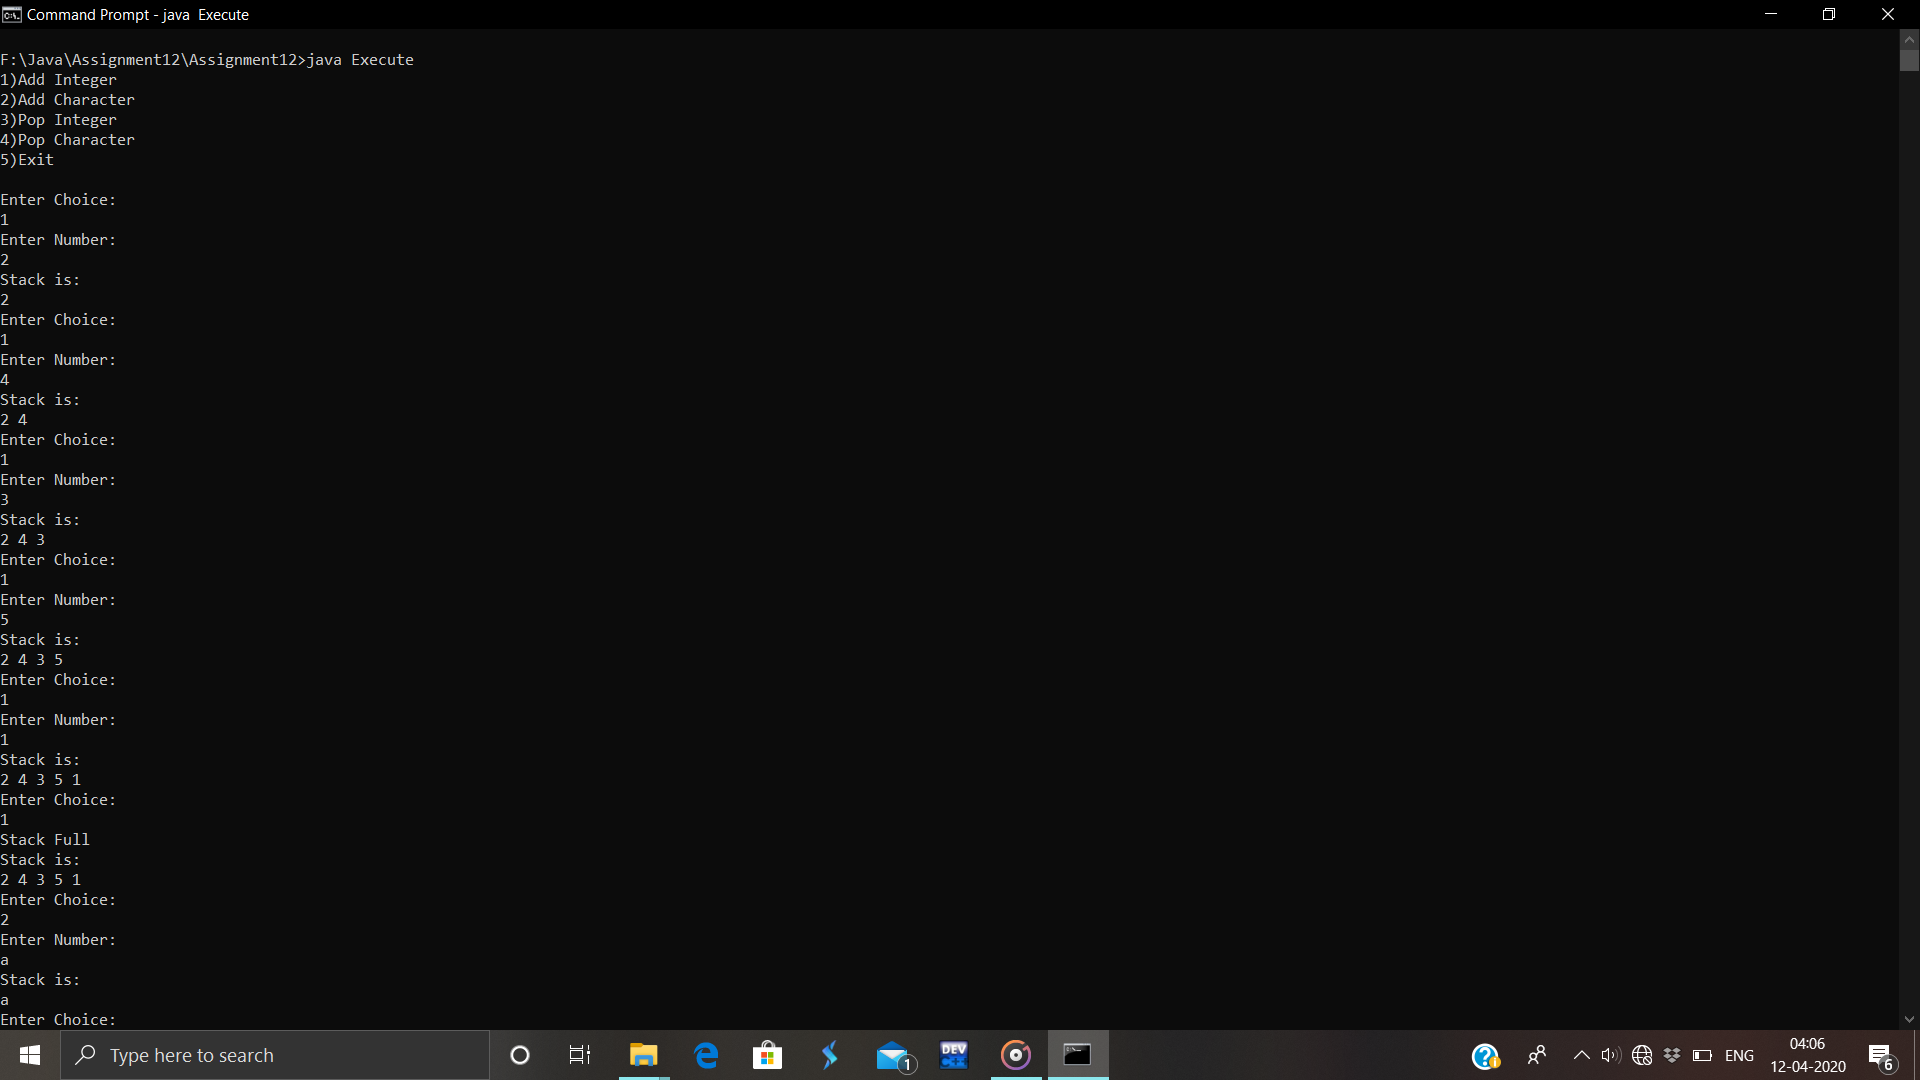 Command Prompt - java  Execute
F:\Java\Assignment12\Assignment12>java Execute
1)Add Integer
2)Add Character
3)Pop Integer
4)Pop Character
5)Exit
Enter Choice:
1
Enter Number:
2
Stack is:
2
Enter Choice:
1
Enter Number:
4
Stack is:
2 4
Enter Choice:
1
Enter Number:
3
Stack is:
2 4 3
Enter Choice:
1
Enter Number:
5
Stack is:
2 4 3 5
Enter Choice:
1
Enter Number:
1
Stack is:
2 4 3 5 1
Enter Choice:
1
Stack Full
Stack is:
2 4 3 5 1
Enter Choice:
2
Enter Number:
a
Stack is:
a
Enter Choice:
Type here to search
1
DEV
C++
ENG
04:06
12-04-2020
6